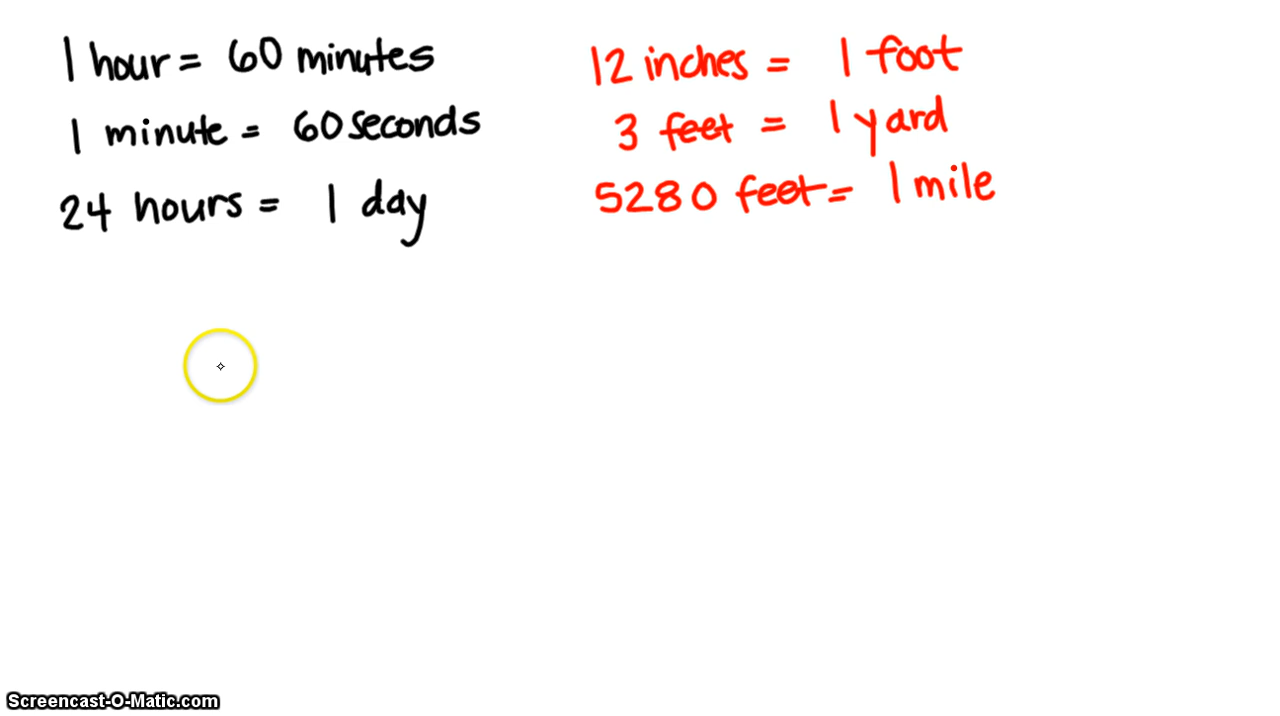 1 hour = 60 minutes
1 minute = 60 seconds
24 hours = 1 day
12 inches = 1 foot
3 feet = 1 yard
5280 feet = 1 mile
Screencast-O-Matic.com